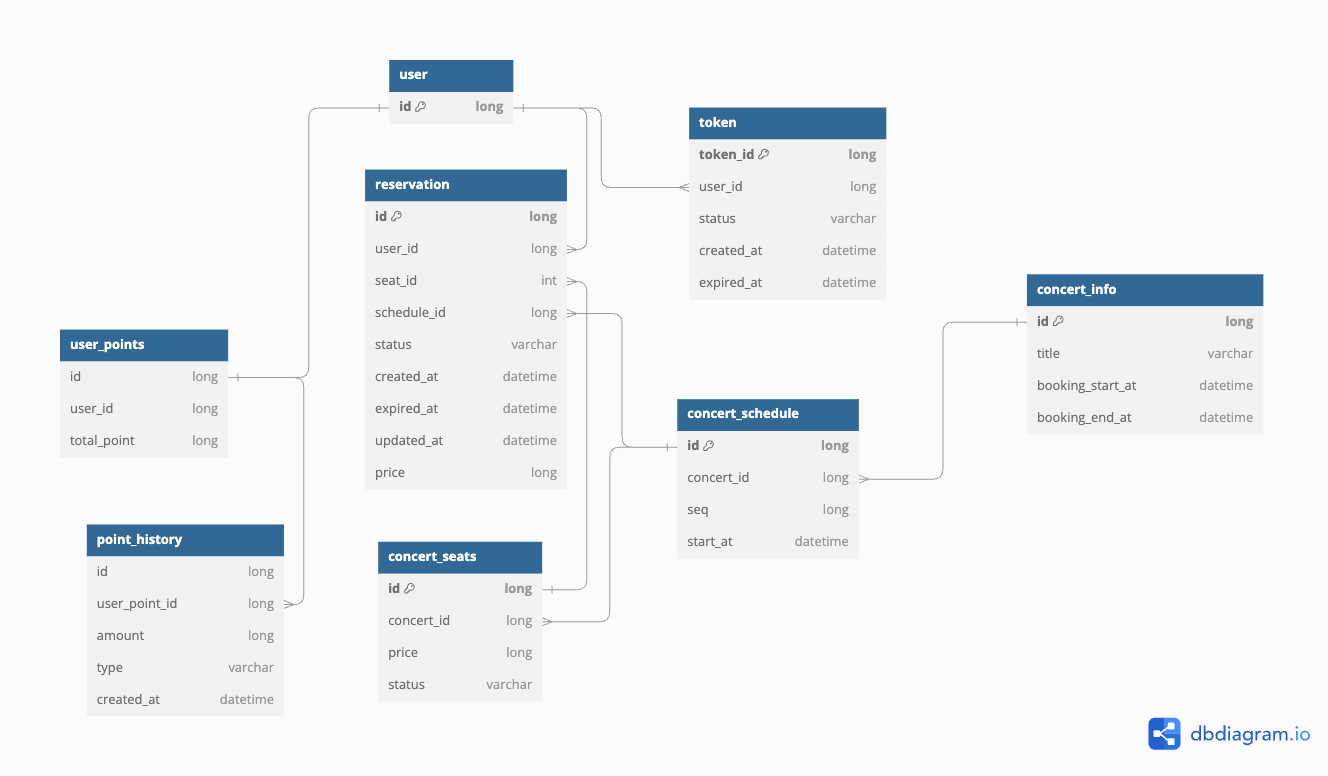 user
id long
token
token_id long
user_id long
status varchar
created_at datetime
expired_at datetime
reservation
id long
user_id long
seat_id int
schedule_id long
status varchar
created_at datetime
expired_at datetime
updated_at datetime
price long
concert_info
id long
title varchar
booking_start_at datetime
booking_end_at datetime
user_points
id long
user_id long
total_point long
concert_schedule
id long
concert_id long
seq long
start_at datetime
point_history
id long
user_point_id long
amount long
type varchar
created_at datetime
concert_seats
id long
concert_id long
price long
status varchar
dbdiagram.io